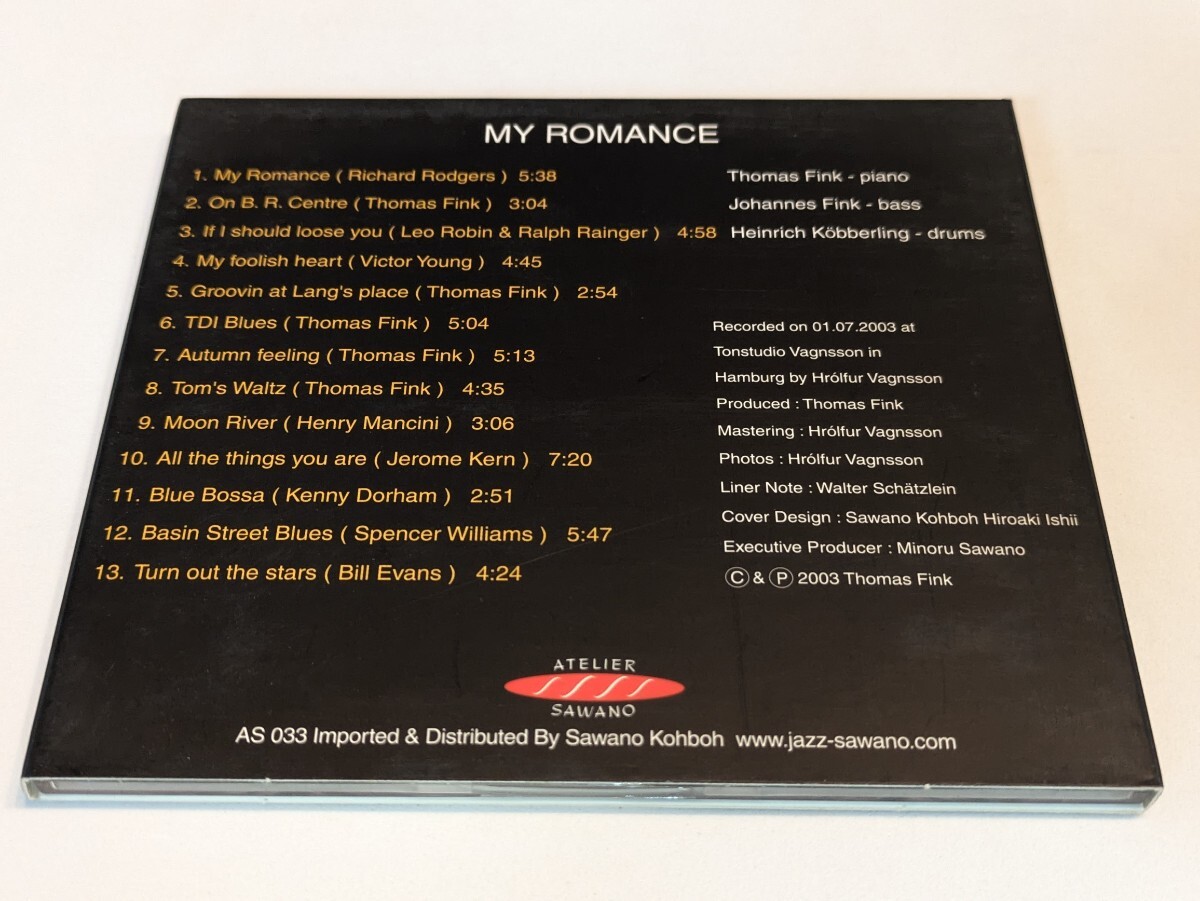 MY ROMANCE
1. My Romance ( Richard Rodgers ) 5:38
2. On B. R. Centre ( Thomas Fink ) 3:04
3. If I should loose you ( Leo Robin & Ralph Rainger ) 4:58
4. My foolish heart ( Victor Young ) 4:45
5. Groovin at Lang's place ( Thomas Fink ) 2:54
6. TDI Blues ( Thomas Fink ) 5:04
7. Autumn feeling ( Thomas Fink ) 5:13
8. Tom's Waltz ( Thomas Fink ) 4:35
9. Moon River ( Henry Mancini ) 3:06
10. All the things you are ( Jerome Kern ) 7:20
11. Blue Bossa ( Kenny Dorham ) 2:51
12. Basin Street Blues ( Spencer Williams ) 5:47
13. Turn out the stars ( Bill Evans ) 4:24
Thomas Fink - piano
Johannes Fink - bass
Heinrich Köbberling - drums
Recorded on 01.07.2003 at
Tonstudio Vagnsson in
Hamburg by Hrólfur Vagnsson
Produced : Thomas Fink
Mastering : Hrólfur Vagnsson
Photos : Hrólfur Vagnsson
Liner Note : Walter Schätzlein
Cover Design : Sawano Kohboh Hiroaki Ishii
Executive Producer : Minoru Sawano
Ⓒ & Ⓟ 2003 Thomas Fink
ATELIER
SAWANO
AS 033 Imported & Distributed By Sawano Kohboh www.jazz-sawano.com